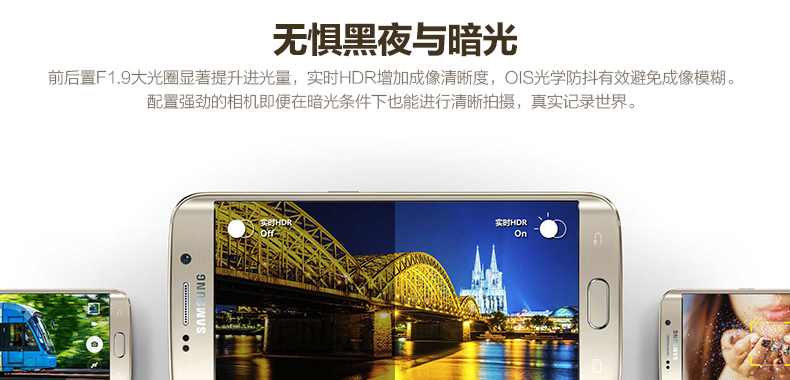 无惧黑夜与暗光
前后置F1.9大光圈显著提升进光量，实时HDR增加成像清晰度，OIS光学防抖有效避免成像模糊。
配置强劲的相机即便在暗光条件下也能进行清晰拍摄，真实记录世界。
实时HDR
Off
实时HDR
On
SAMSUNG
SAMSUNG